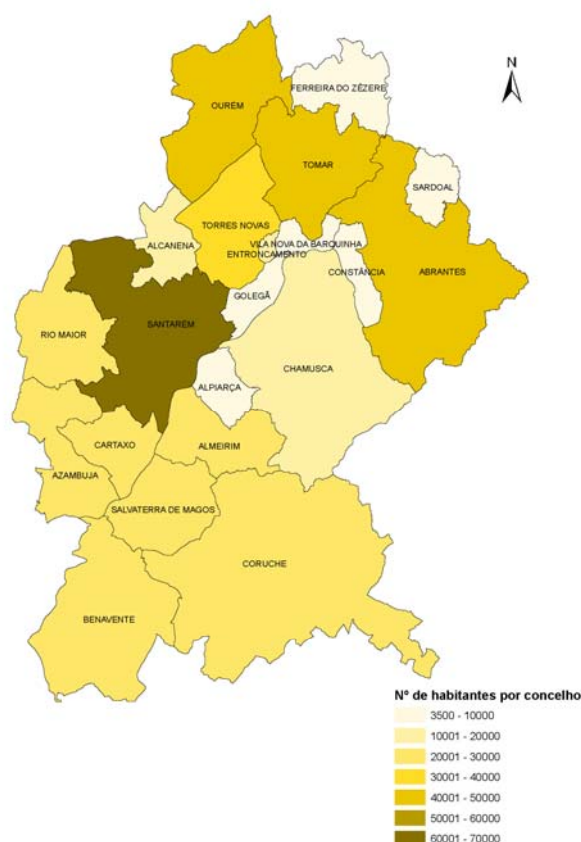 N
FERREIRA DO ZÊZERE
OURÉM
TOMAR
SARDOAL
TORRES NOVAS
ALCANENA
VILA NOVA DA BARQUINHA
ENTRONCAMENTO
CONSTÂNCIA
ABRANTES
GOLEGÃ
SANTARÉM
RIO MAIOR
CHAMUSCA
ALPIARÇA
CARTAXO
ALMEIRIM
AZAMBUJA
SALVATERRA DE MAGOS
CORUCHE
BENAVENTE
Nº de habitantes por concelho
3500 - 10000
10001 - 20000
20001 - 30000
30001 - 40000
40001 - 50000
50001 - 60000
60001 - 70000